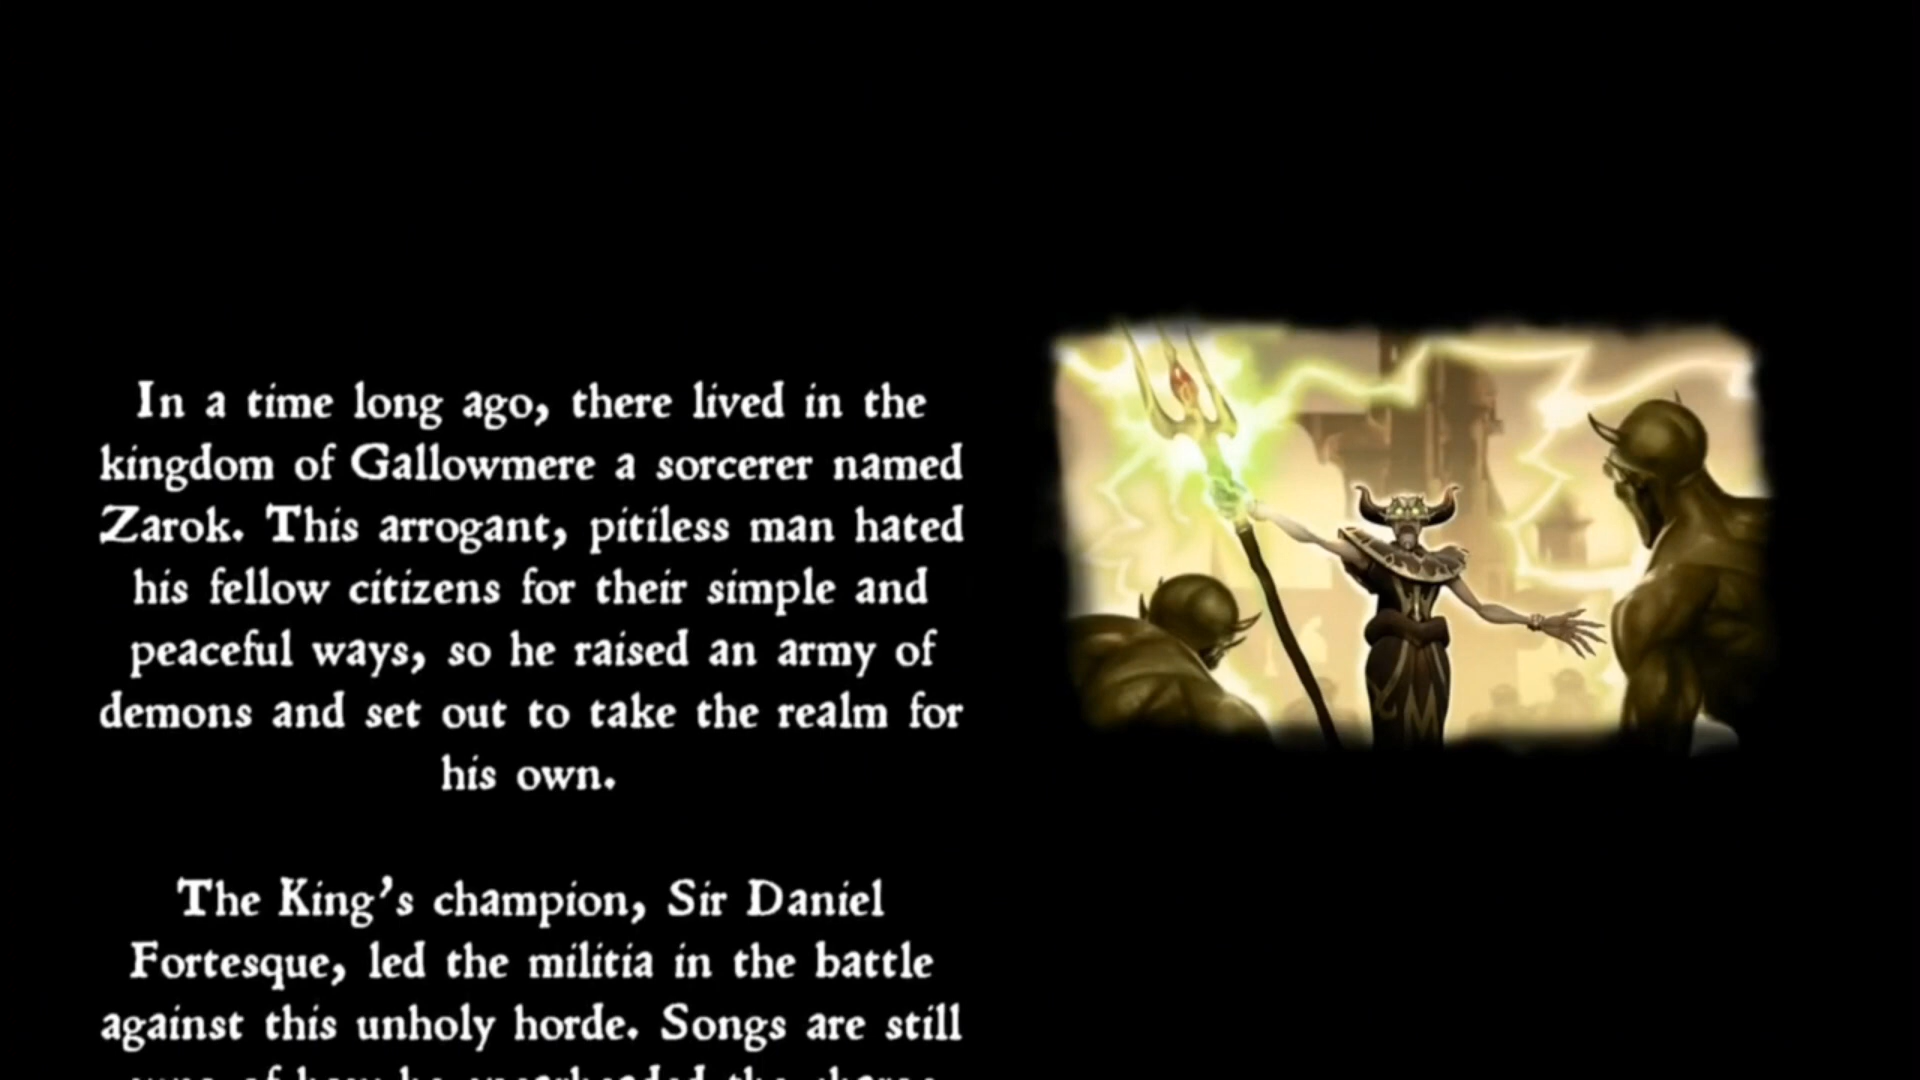 In a time long ago, there lived in the
kingdom of Gallowmere a sorcerer named
Zarok. This arrogant, pitiless man hated
his fellow citizens for their simple and
peaceful ways, so he raised an army of
demons and set out to take the realm for
his own.
The King's champion, Sir Daniel
Fortesque, led the militia in the battle
against this unholy horde. Songs are still